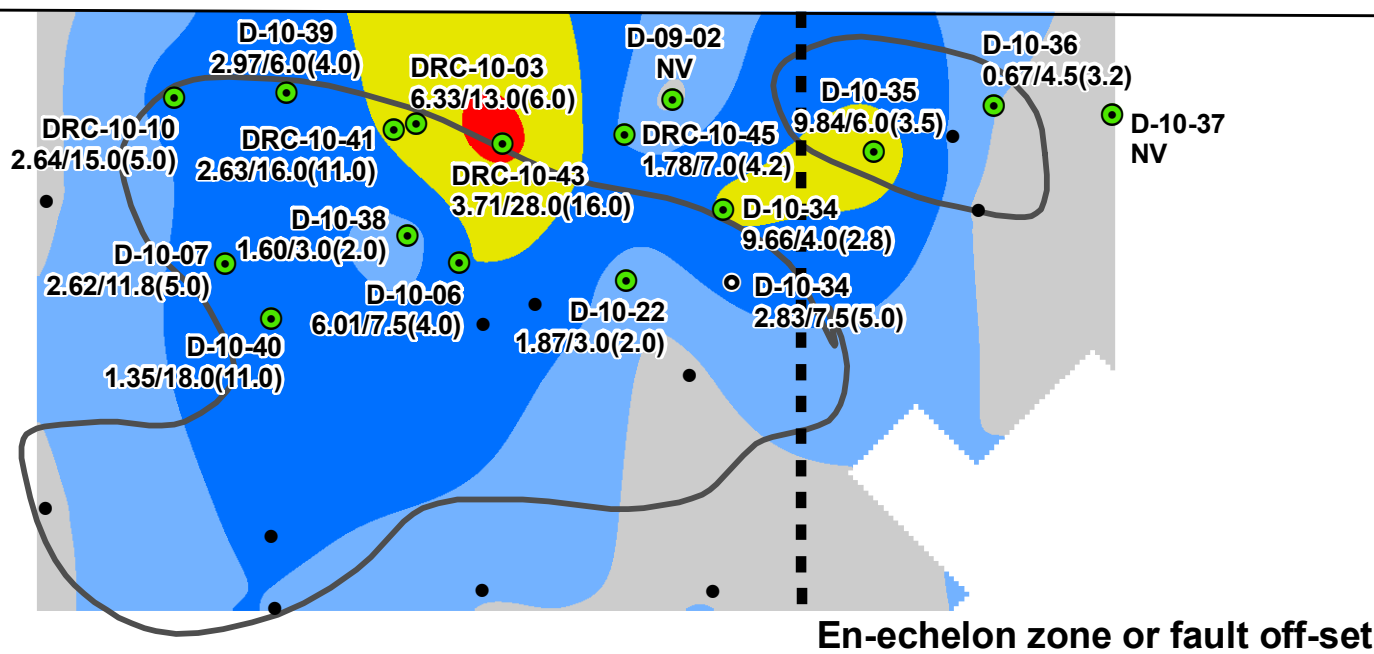 D-10-39
2.97/6.0(4.0)
DRC-10-03
6.33/13.0(6.0)
D-09-02
NV
D-10-36
0.67/4.5(3.2)
D-10-35
9.84/6.0(3.5)
D-10-37
NV
DRC-10-10
2.64/15.0(5.0)
DRC-10-41
2.63/16.0(11.0)
DRC-10-45
1.78/7.0(4.2)
DRC-10-43
3.71/28.0(16.0)
D-10-38
1.60/3.0(2.0)
D-10-34
9.66/4.0(2.8)
D-10-07
2.62/11.8(5.0)
D-10-06
6.01/7.5(4.0)
D-10-22
1.87/3.0(2.0)
D-10-34
2.83/7.5(5.0)
D-10-40
1.35/18.0(11.0)
En-echelon zone or fault off-set